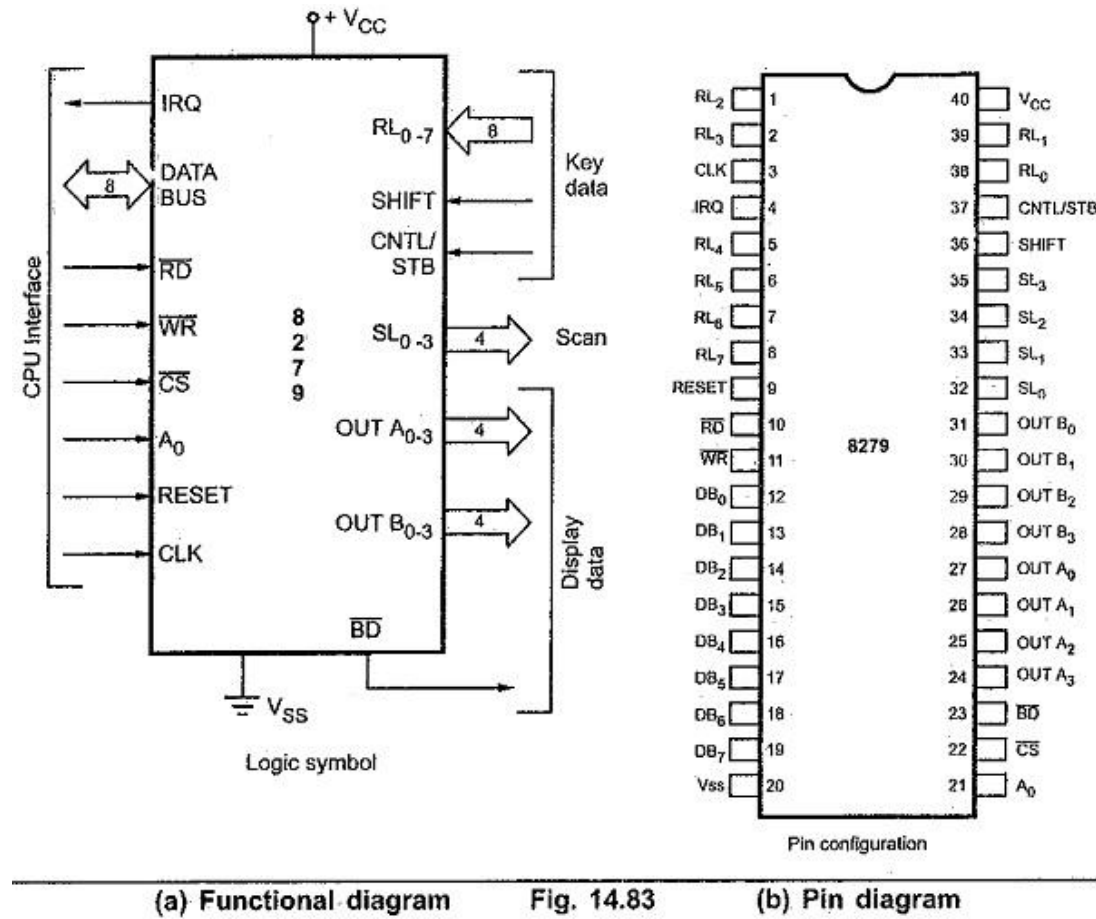 + VCC
IRQ
DATA
BUS
8
RD
WR
CS
A0
RESET
CLK
CPU Interface
8
2
7
9
RL0-7
8
SHIFT
CNTL/
STB
Key
data
SL0-3
4
Scan
OUT A0-3
4
OUT B0-3
4
Display
data
BD
VSS
Logic symbol
RL2 1
RL3 2
CLK 3
IRQ 4
RL4 5
RL5 6
RL6 7
RL7 8
RESET 9
RD 10
WR 11
DB0 12
DB1 13
DB2 14
DB3 15
DB4 16
DB5 17
DB6 18
DB7 19
Vss 20
8279
40 VCC
39 RL1
38 RL0
37 CNTL/STB
36 SHIFT
35 SL3
34 SL2
33 SL1
32 SL0
31 OUT B0
30 OUT B1
29 OUT B2
28 OUT B3
27 OUT A0
26 OUT A1
25 OUT A2
24 OUT A3
23 BD
22 CS
21 A0
Pin configuration
(a) Functional diagram Fig. 14.83 (b) Pin diagram